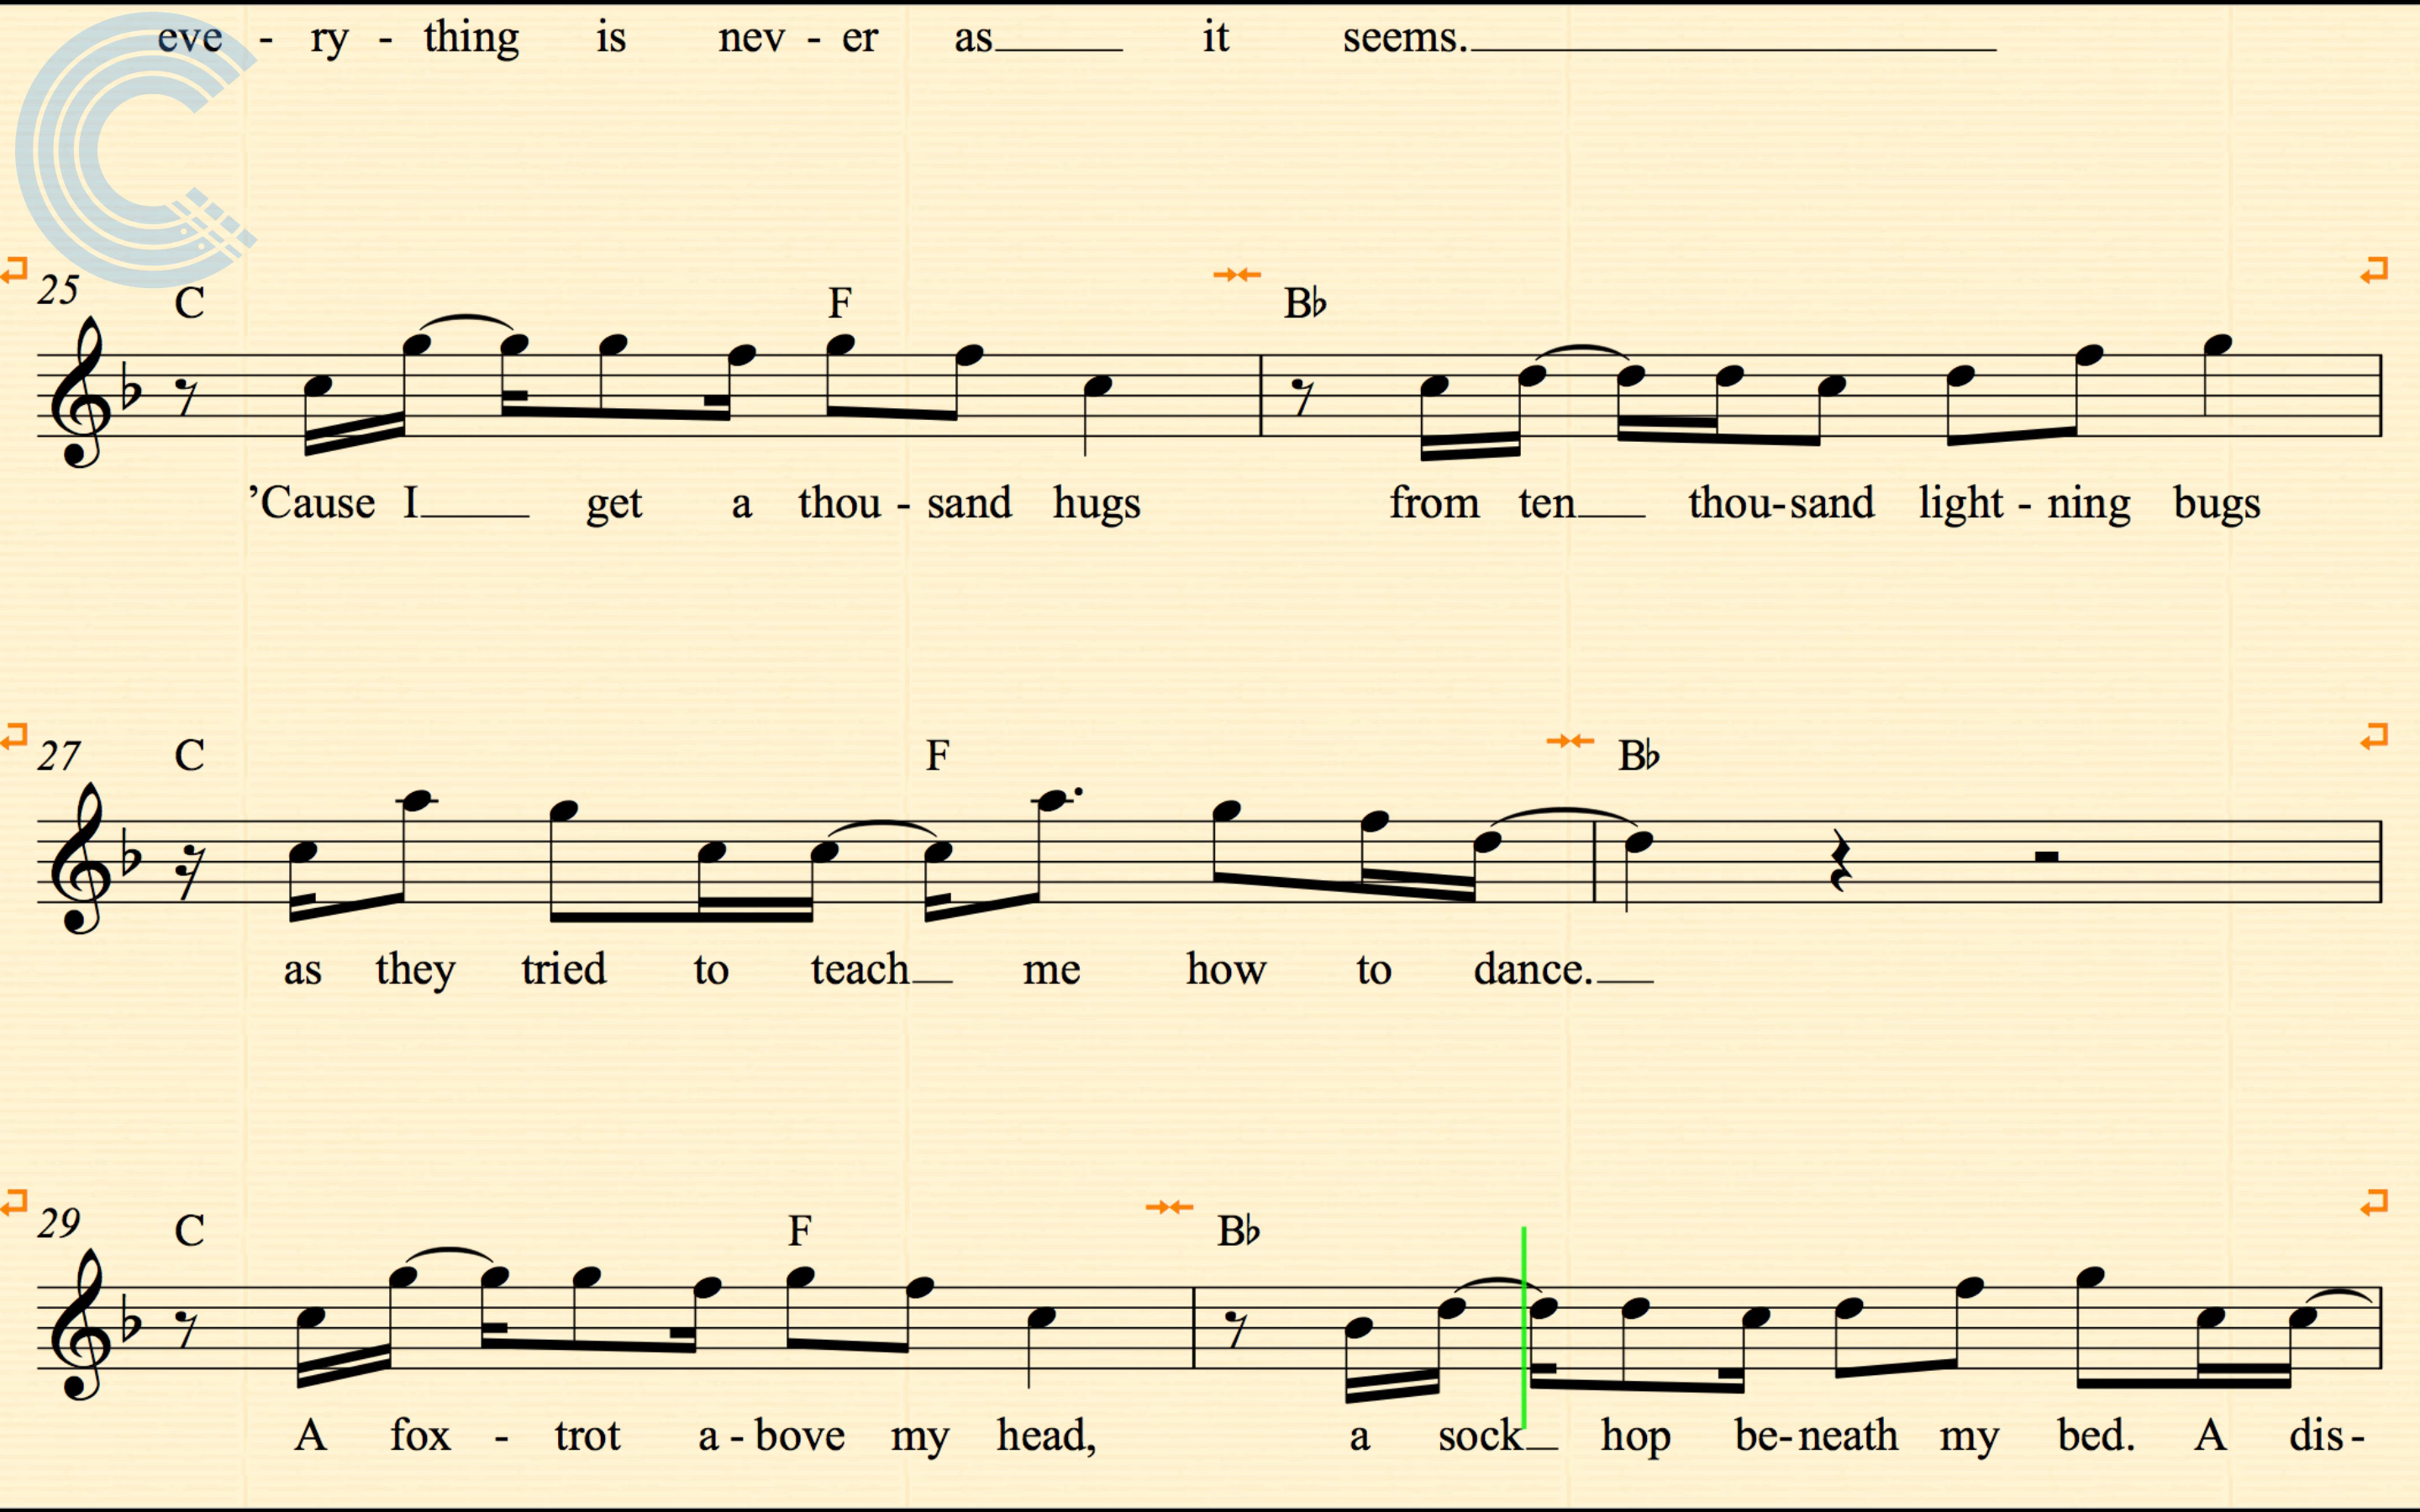 eve - ry - thing is nev - er as it seems.
25 C F B♭
’Cause I get a thou - sand hugs from ten thou-sand light - ning bugs
27 C F B♭
as they tried to teach me how to dance.
29 C F B♭
A fox - trot a - bove my head, a sock hop be-neath my bed. A dis-